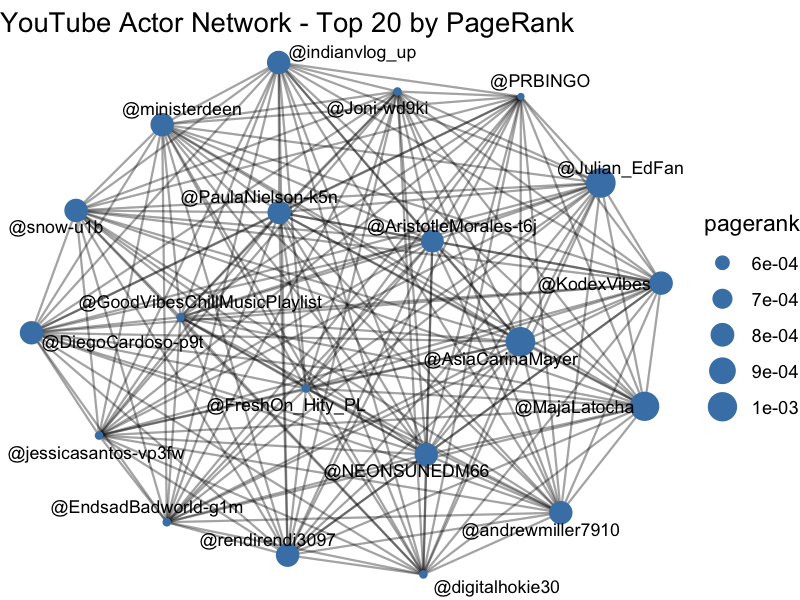 YouTube Actor Network - Top 20 by PageRank
@indianvlog_up
@PRBINGO
@Joni-wd9ki
@ministerdeen
@Julian_EdFan
@PaulaNielson-k5n
@snow-u1b
@AristotleMorales-t6j
@KodexVibes
@GoodVibesChillMusicPlaylist
@DiegoCardoso-p9t
@AsiaCarinaMayer
@FreshOn_Hity_PL
@MajaLatocha
@jessicasantos-vp3fw
@NEONSUNEDM66
@EndsadBadworld-g1m
@andrewmiller7910
@rendirendi3097
@digitalhokie30
pagerank
6e-04
7e-04
8e-04
9e-04
1e-03